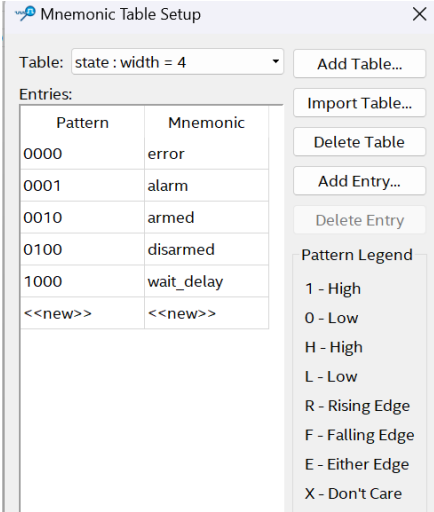 Mnemonic Table Setup
Table: state : width = 4
Add Table...
Entries:
Import Table...
Pattern Mnemonic
Delete Table
0000 error
0001 alarm
Add Entry...
0010 armed
Delete Entry
0100 disarmed
Pattern Legend
1000 wait_delay
1 - High
<<new>> <<new>>
0 - Low
H - High
L - Low
R - Rising Edge
F - Falling Edge
E - Either Edge
X - Don't Care